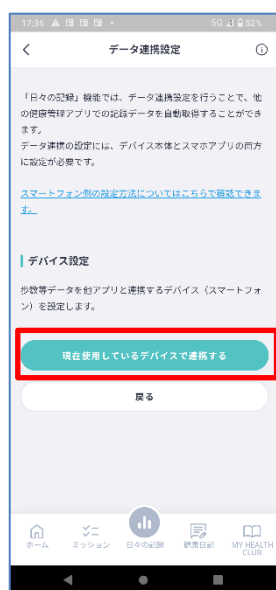 17:36
5G 52%
データ連携設定
「日々の記録」機能では、データ連携設定を行うことで、他
の健康管理アプリでの記録データを自動取得することができ
ます。
データ連携の設定には、デバイス本体とスマホアプリの両方
に設定が必要です。
スマートフォン側の設定方法についてはこちらで確認できま
す。
デバイス設定
歩数等データを他アプリと連携するデバイス(スマートフォ
ン)を設定します。
現在使用しているデバイスで連携する
戻る
ホーム ミッション 日々の記録 健康日記 MY HEALTH
CLUB